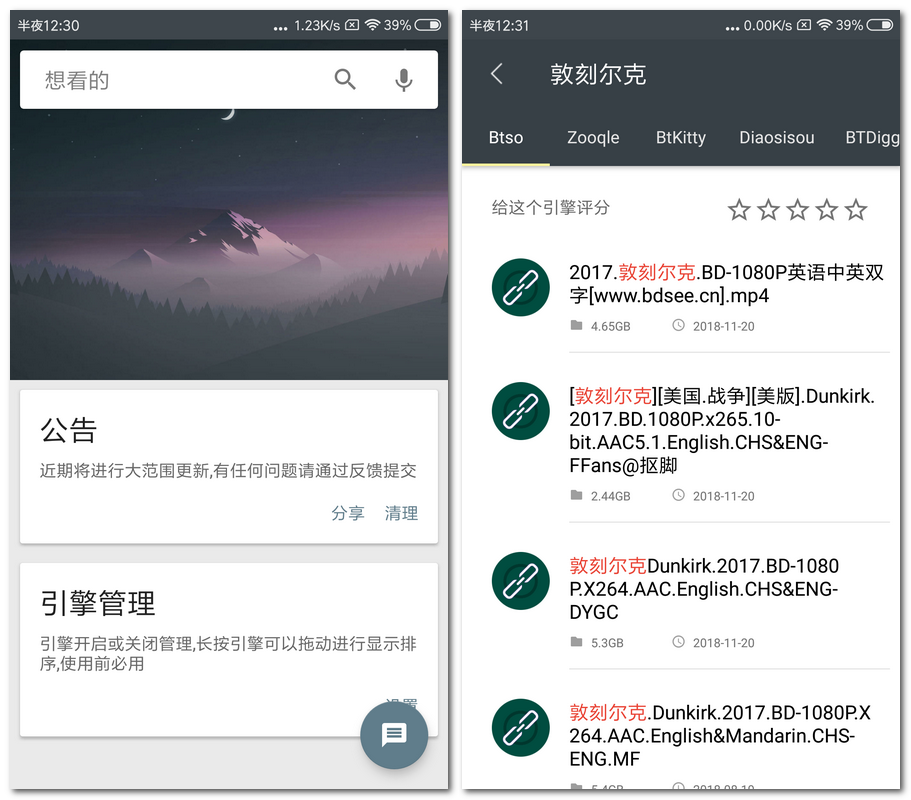 半夜12:30
... 1.23K/s 39%
想看的
公告
近期将进行大范围更新,有任何问题请通过反馈提交
分享 清理
引擎管理
引擎开启或关闭管理,长按引擎可以拖动进行显示排
序,使用前必用
设置
半夜12:31
... 0.00K/s 39%
敦刻尔克
Btso Zooqle BtKitty Diaosisou BTDigg
给这个引擎评分
2017.敦刻尔克.BD-1080P英语中英双
字[www.bdsee.cn].mp4
4.65GB 2018-11-20
[敦刻尔克][美国.战争][美版].Dunkirk.
2017.BD.1080P.x265.10-
bit.AAC5.1.English.CHS&ENG-
FFans@抠脚
2.44GB 2018-11-20
敦刻尔克Dunkirk.2017.BD-1080
P.X264.AAC.English.CHS&ENG-
DYGC
5.3GB 2018-11-20
敦刻尔克.Dunkirk.2017.BD-1080P.X
264.AAC.English&Mandarin.CHS-
ENG.MF
5.4GB 2018-08-19